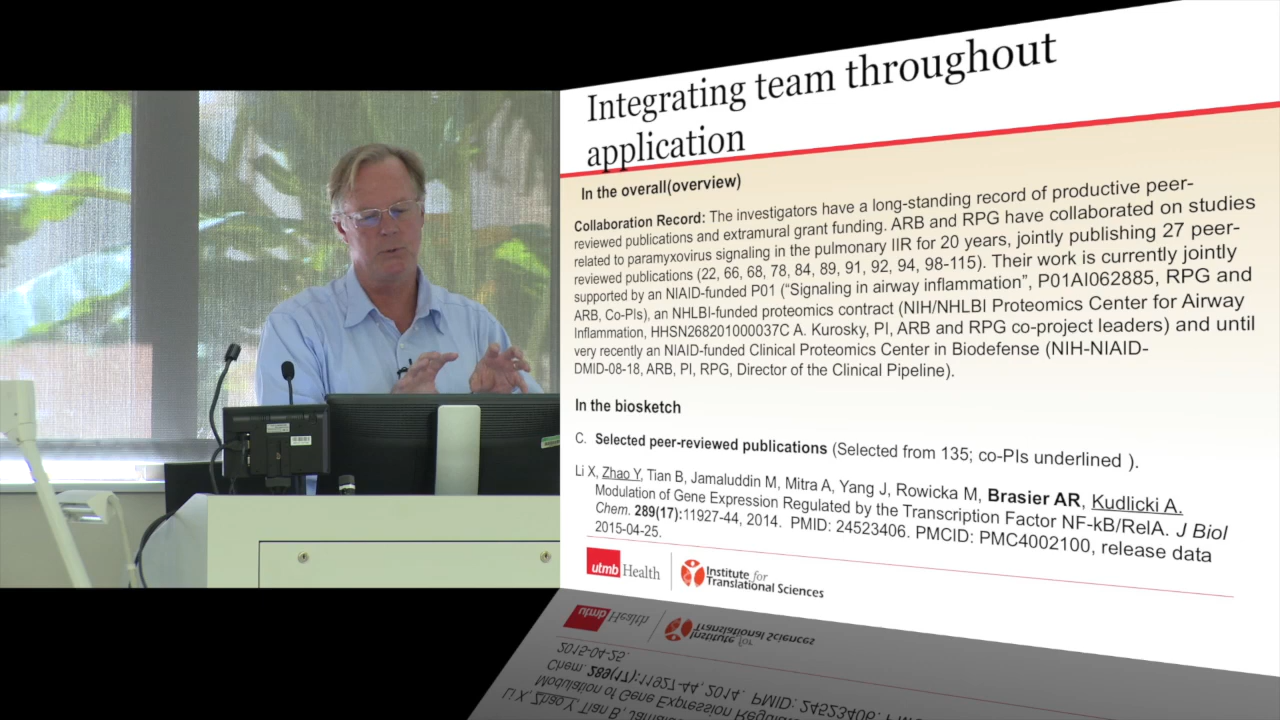 Integrating team throughout
application
In the overall(overview)
Collaboration Record: The investigators have a long-standing record of productive peer-
reviewed publications and extramural grant funding. ARB and RPG have collaborated on studies
related to paramyxovirus signaling in the pulmonary IIR for 20 years, jointly publishing 27 peer-
reviewed publications (22, 66, 68, 78, 84, 89, 91, 92, 94, 98-115). Their work is currently jointly
supported by an NIAID-funded P01 ("Signaling in airway inflammation", P01AI062885, RPG and
ARB, Co-PIs), an NHLBI-funded proteomics contract (NIH/NHLBI Proteomics Center for Airway
Inflammation, HHSN268201000037C A. Kurosky, PI, ARB and RPG co-project leaders) and until
very recently an NIAID-funded Clinical Proteomics Center in Biodefense (NIH-NIAID-
DMID-08-18, ARB, PI, RPG, Director of the Clinical Pipeline).
In the biosketch
C. Selected peer-reviewed publications (Selected from 135; co-PIs underlined ).
Li X, Zhao Y, Tian B, Jamaluddin M, Mitra A, Yang J, Rowicka M, Brasier AR, Kudlicki A.
Modulation of Gene Expression Regulated by the Transcription Factor NF-kB/RelA. J Biol
Chem. 289(17):11927-44, 2014. PMID: 24523406. PMCID: PMC4002100, release data
2015-04-25.
utmb Health
Institute for
Translational Sciences